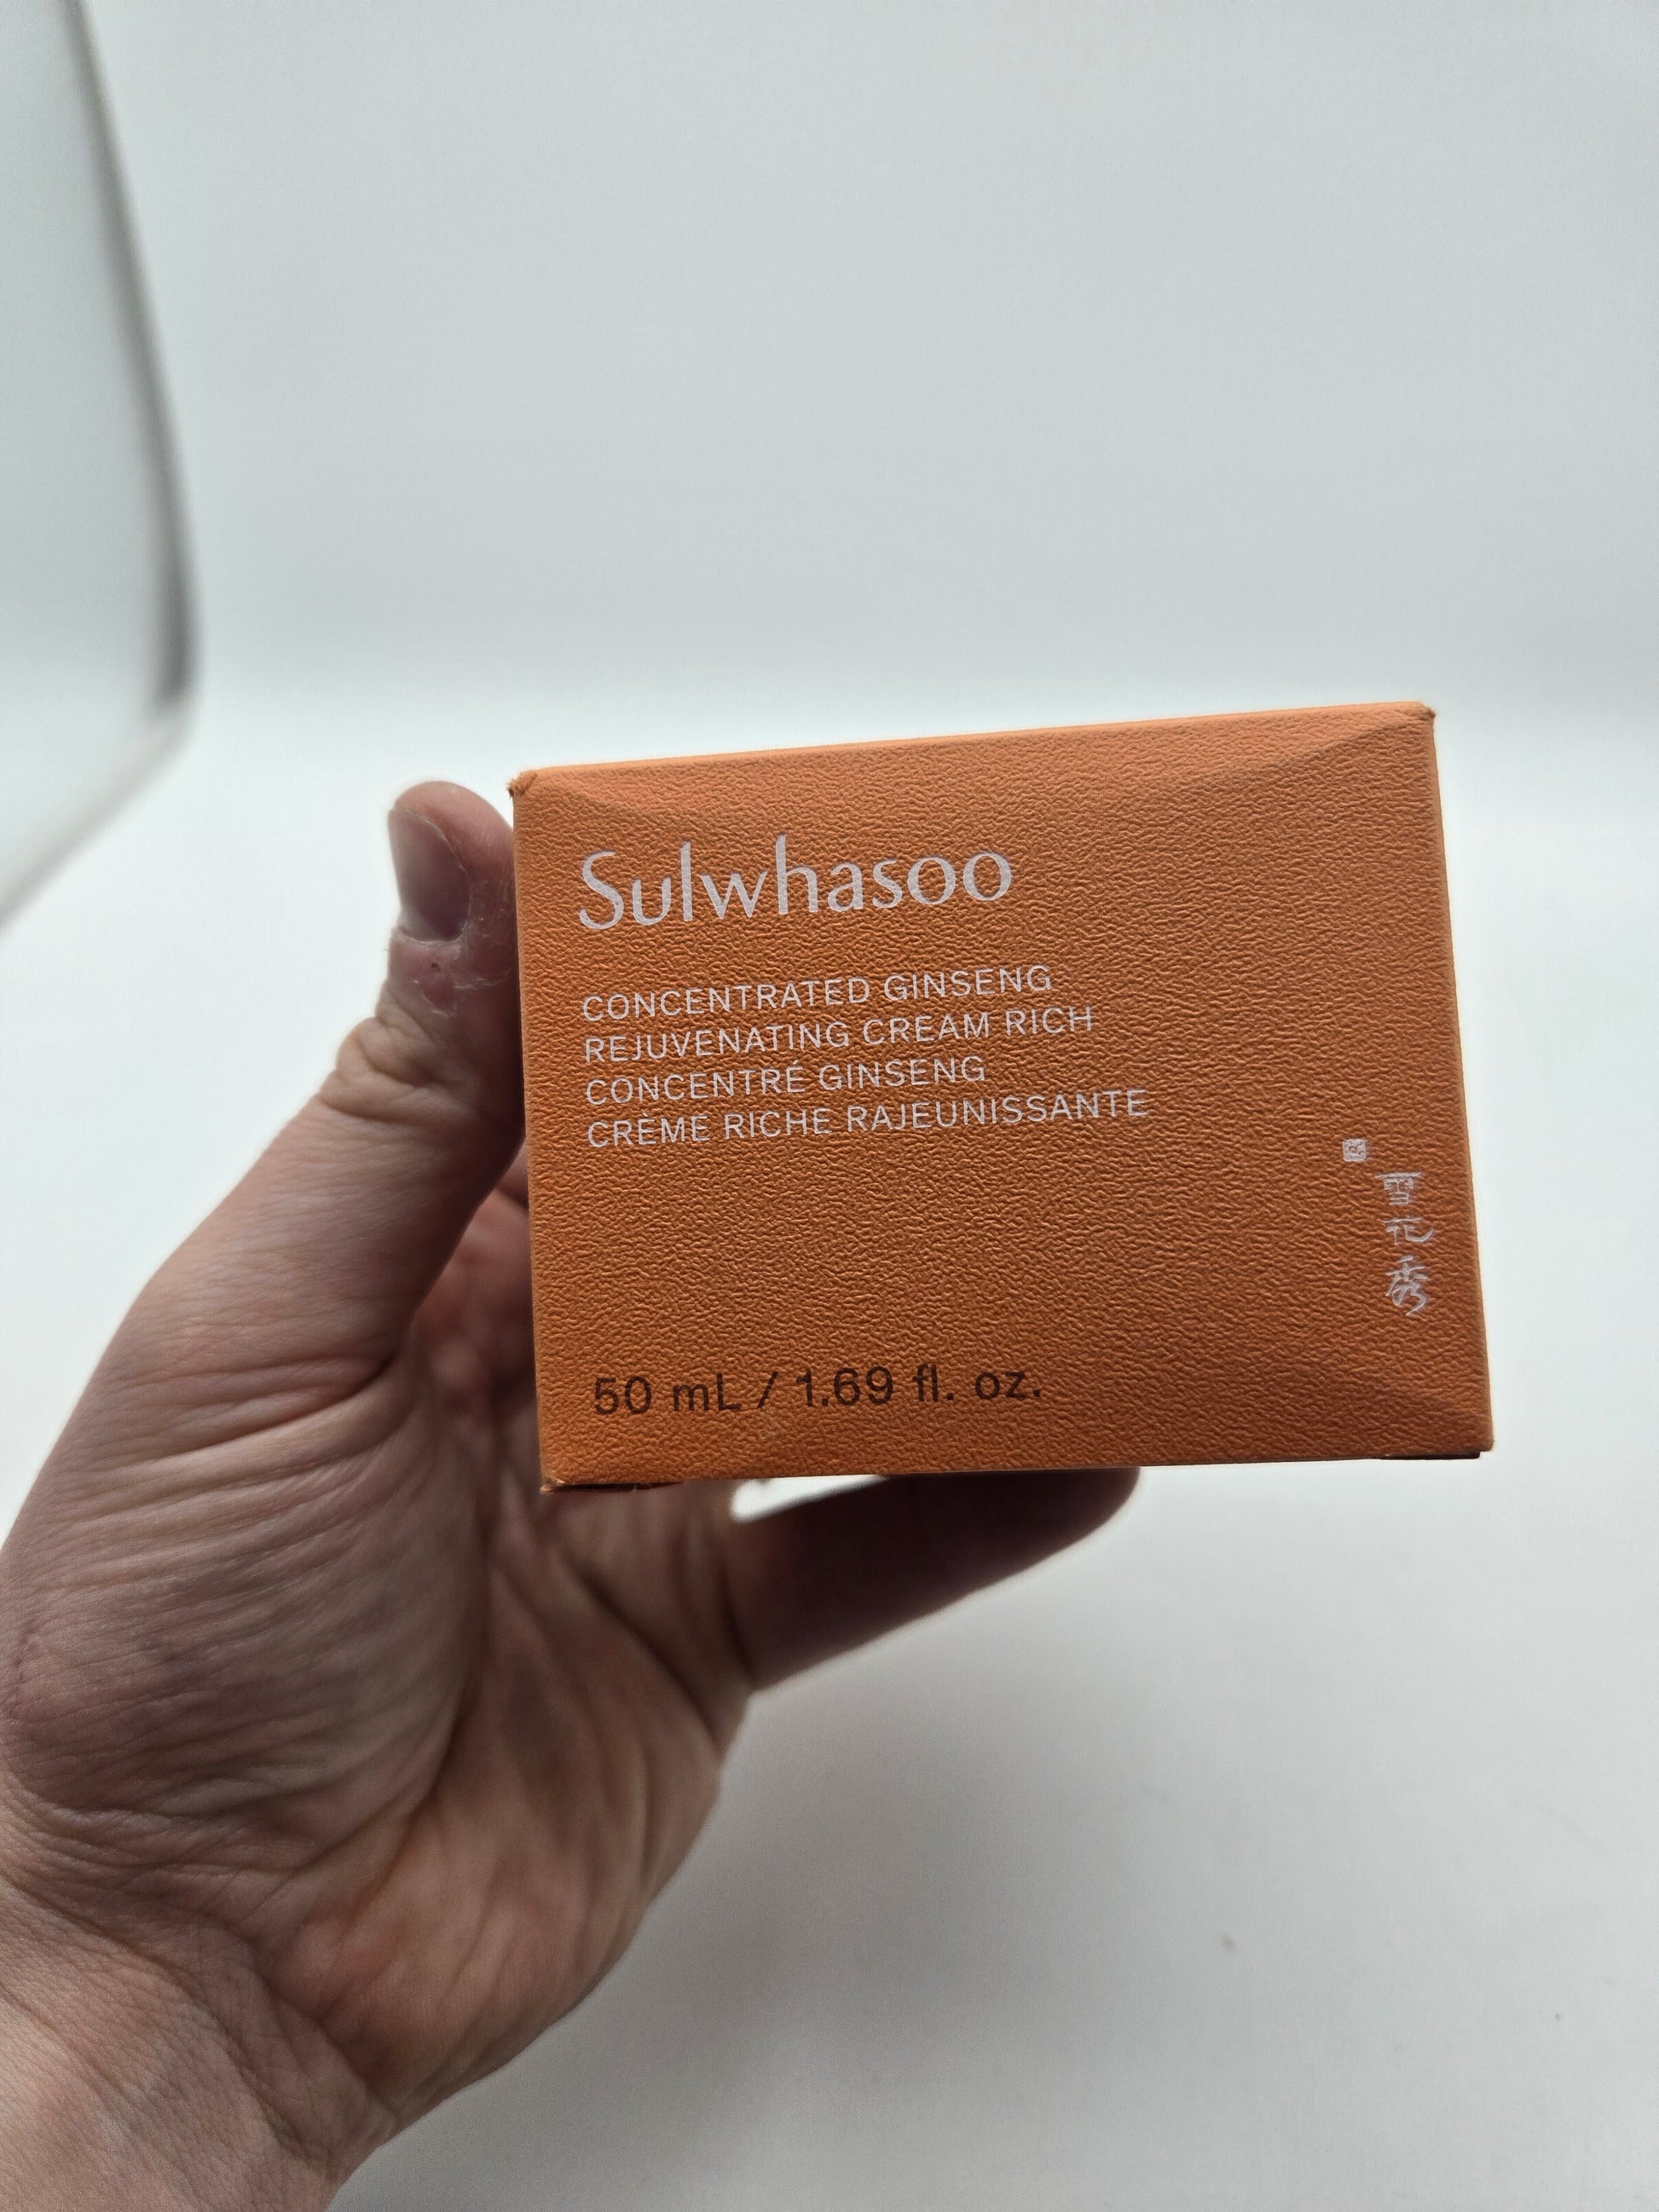 Sulwhasoo
CONCENTRATED GINSENG
REJUVENATING CREAM RICH
CONCENTRÉ GINSENG
CRÈME RICHE RAJEUNISSANTE
雪花秀
50 mL / 1.69 fl. oz.